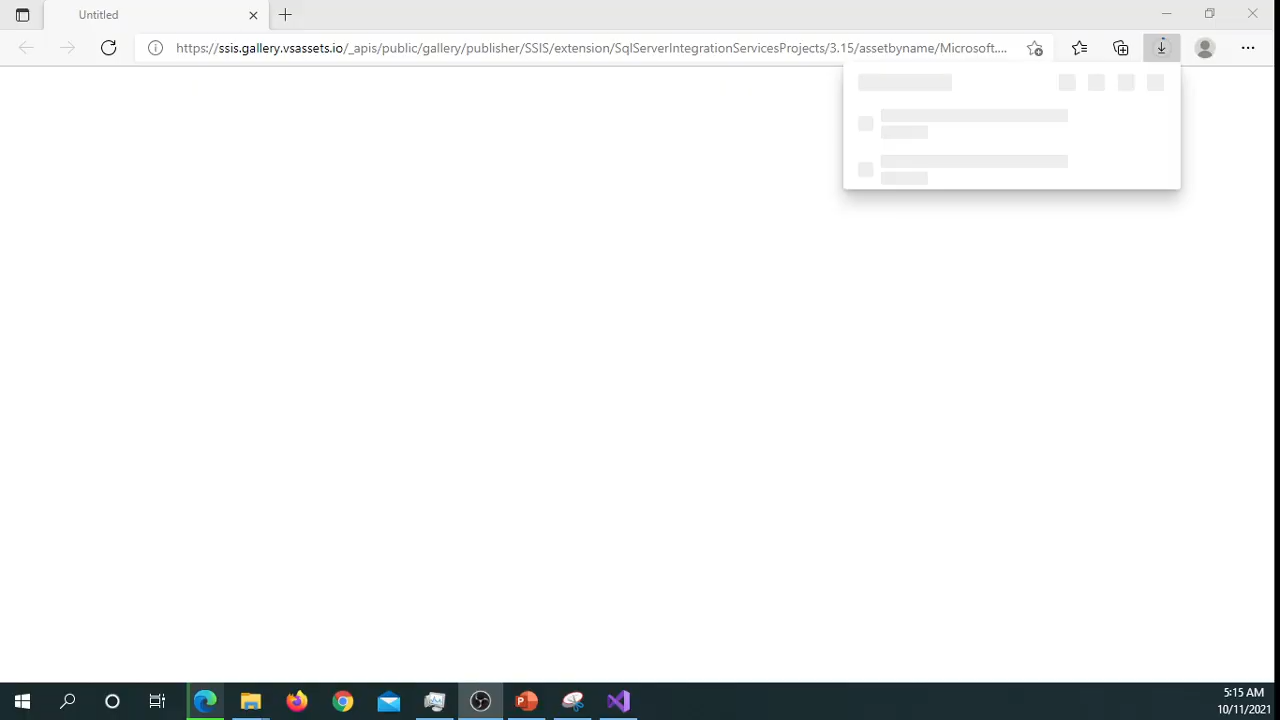 Untitled
https://ssis.gallery.vsassets.io/_apis/public/gallery/publisher/SSIS/extension/SqlServerIntegrationServicesProjects/3.15/assetbyname/Microsoft....
5:15 AM
10/11/2021